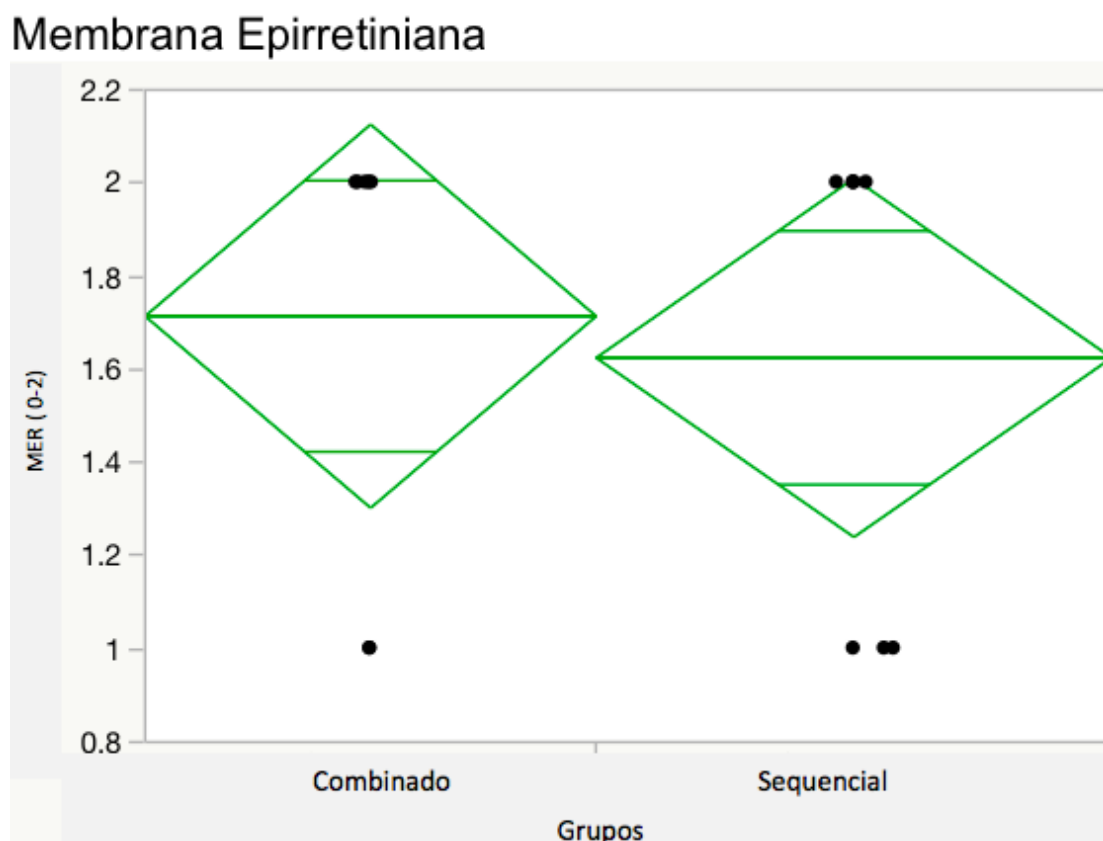 Membrana Epirretiniana
2.2
2
1.8
1.6
1.4
1.2
1
0.8
MER ( 0-2)
Combinado
Sequencial
Grupos